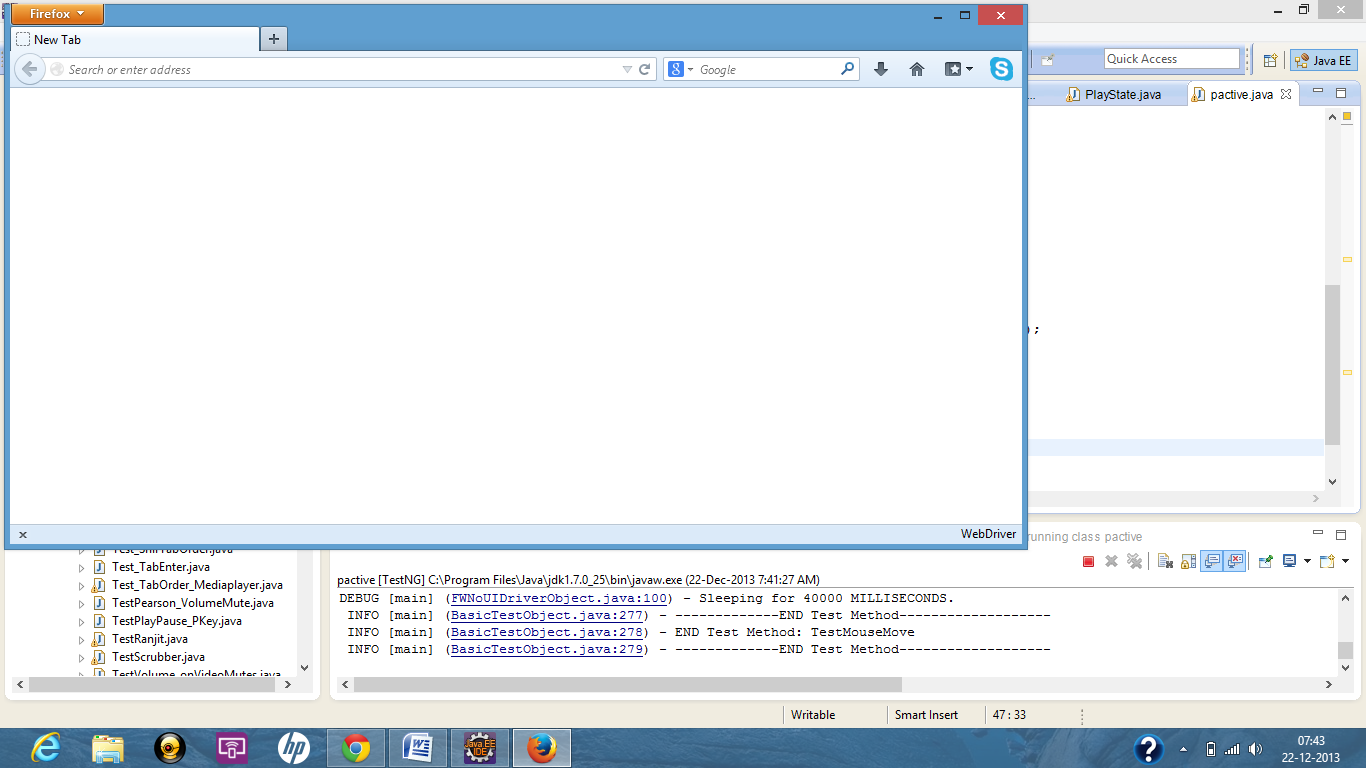 Firefox
New Tab
Search or enter address
Google
Quick Access
Java EE
PlayState.java
pactive.java
);
WebDriver
running class pactive
Test_TabEnter.java
Test_TabOrder_Mediaplayer.java
TestPearson_VolumeMute.java
TestPlayPause_PKey.java
TestRanjit.java
TestScrubber.java
TestVolume_onVideoMutes.java
pactive [TestNG] C:\Program Files\Java\jdk1.7.0_25\bin\javaw.exe (22-Dec-2013 7:41:27 AM)
DEBUG [main] (FWNoUIDriverObject.java:100) - Sleeping for 40000 MILLISECONDS.
INFO [main] (BasicTestObject.java:277) - -------------END Test Method-------------------
INFO [main] (BasicTestObject.java:278) - END Test Method: TestMouseMove
INFO [main] (BasicTestObject.java:279) - -------------END Test Method-------------------
Writable
Smart Insert
47 : 33
hp
Java EE
IDE
07:43
22-12-2013